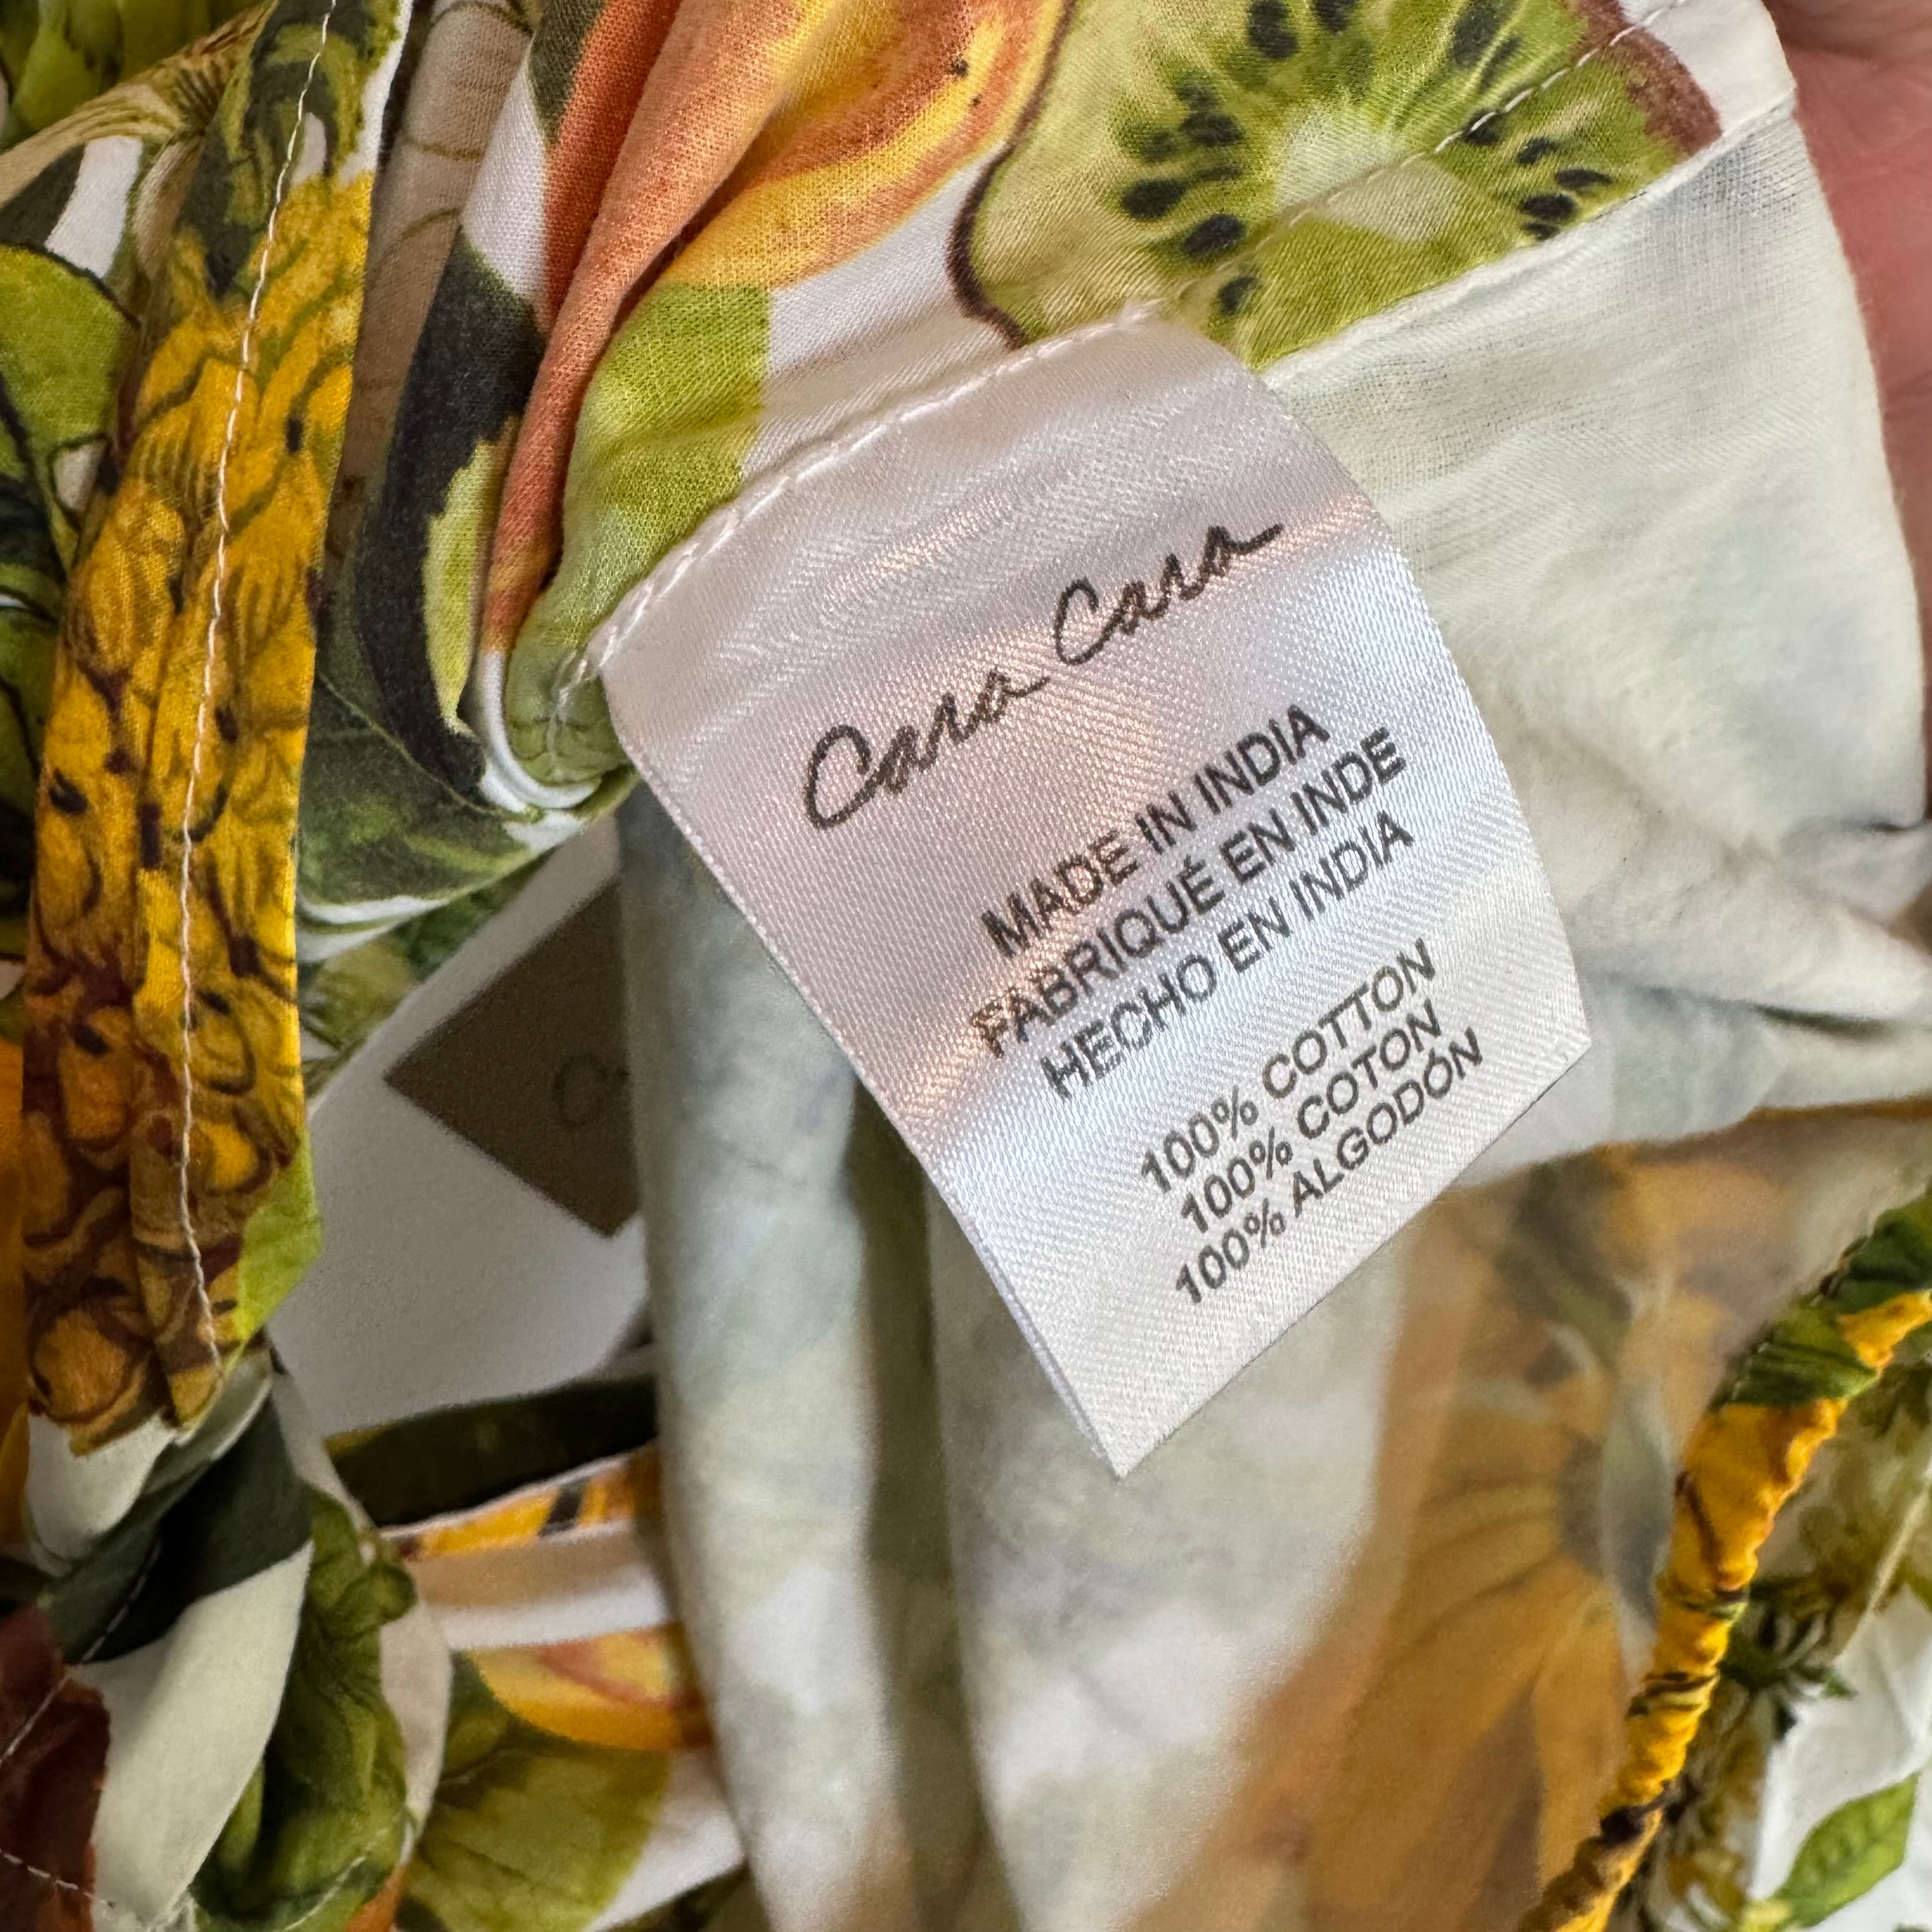 Cara Cara
MADE IN INDIA
FABRIQUÉ EN INDE
HECHO EN INDIA
100% COTTON
100% COTON
100% ALGODÓN